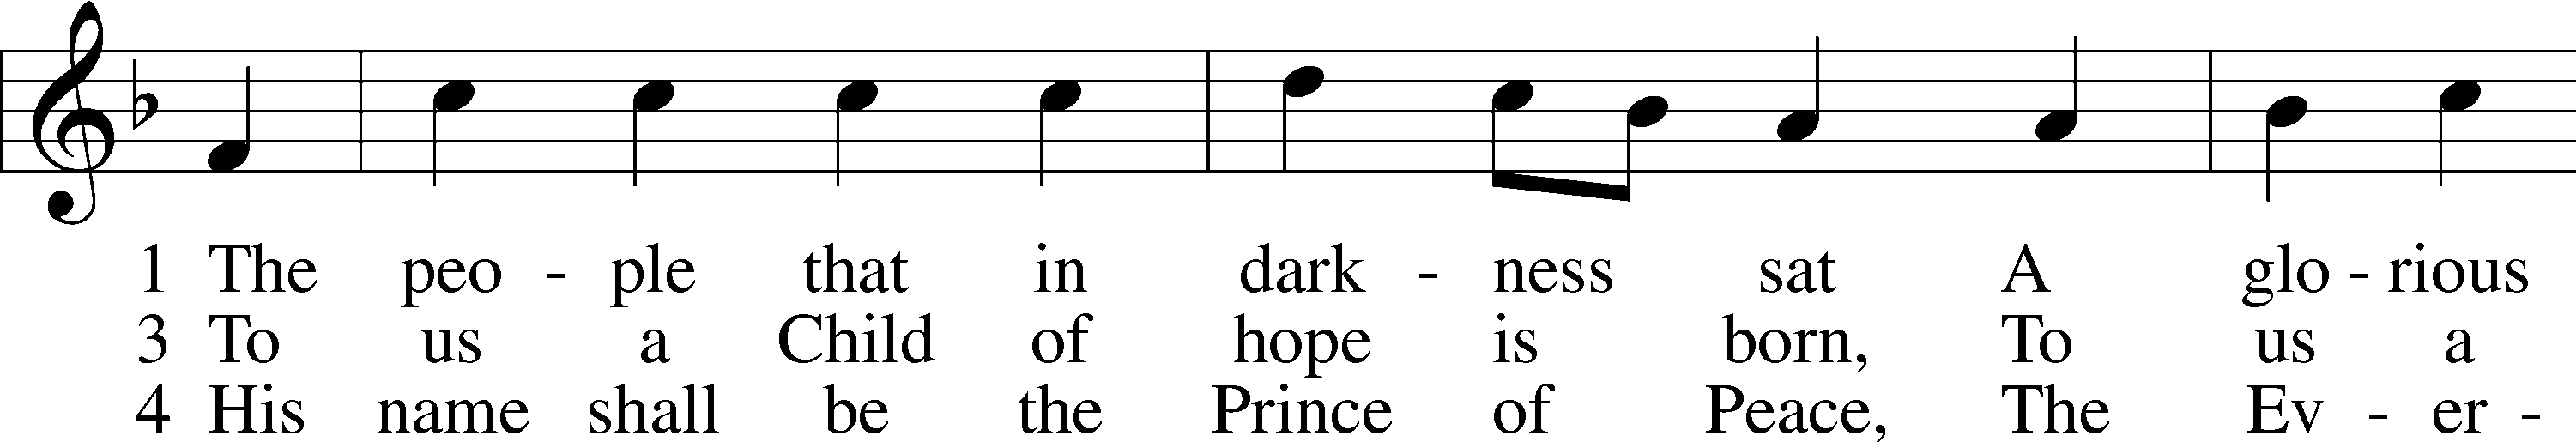 1 The peo - ple that in dark - ness sat A glo - rious
3 To us a Child of hope is born, To us a
4 His name shall be the Prince of Peace, The Ev - er -